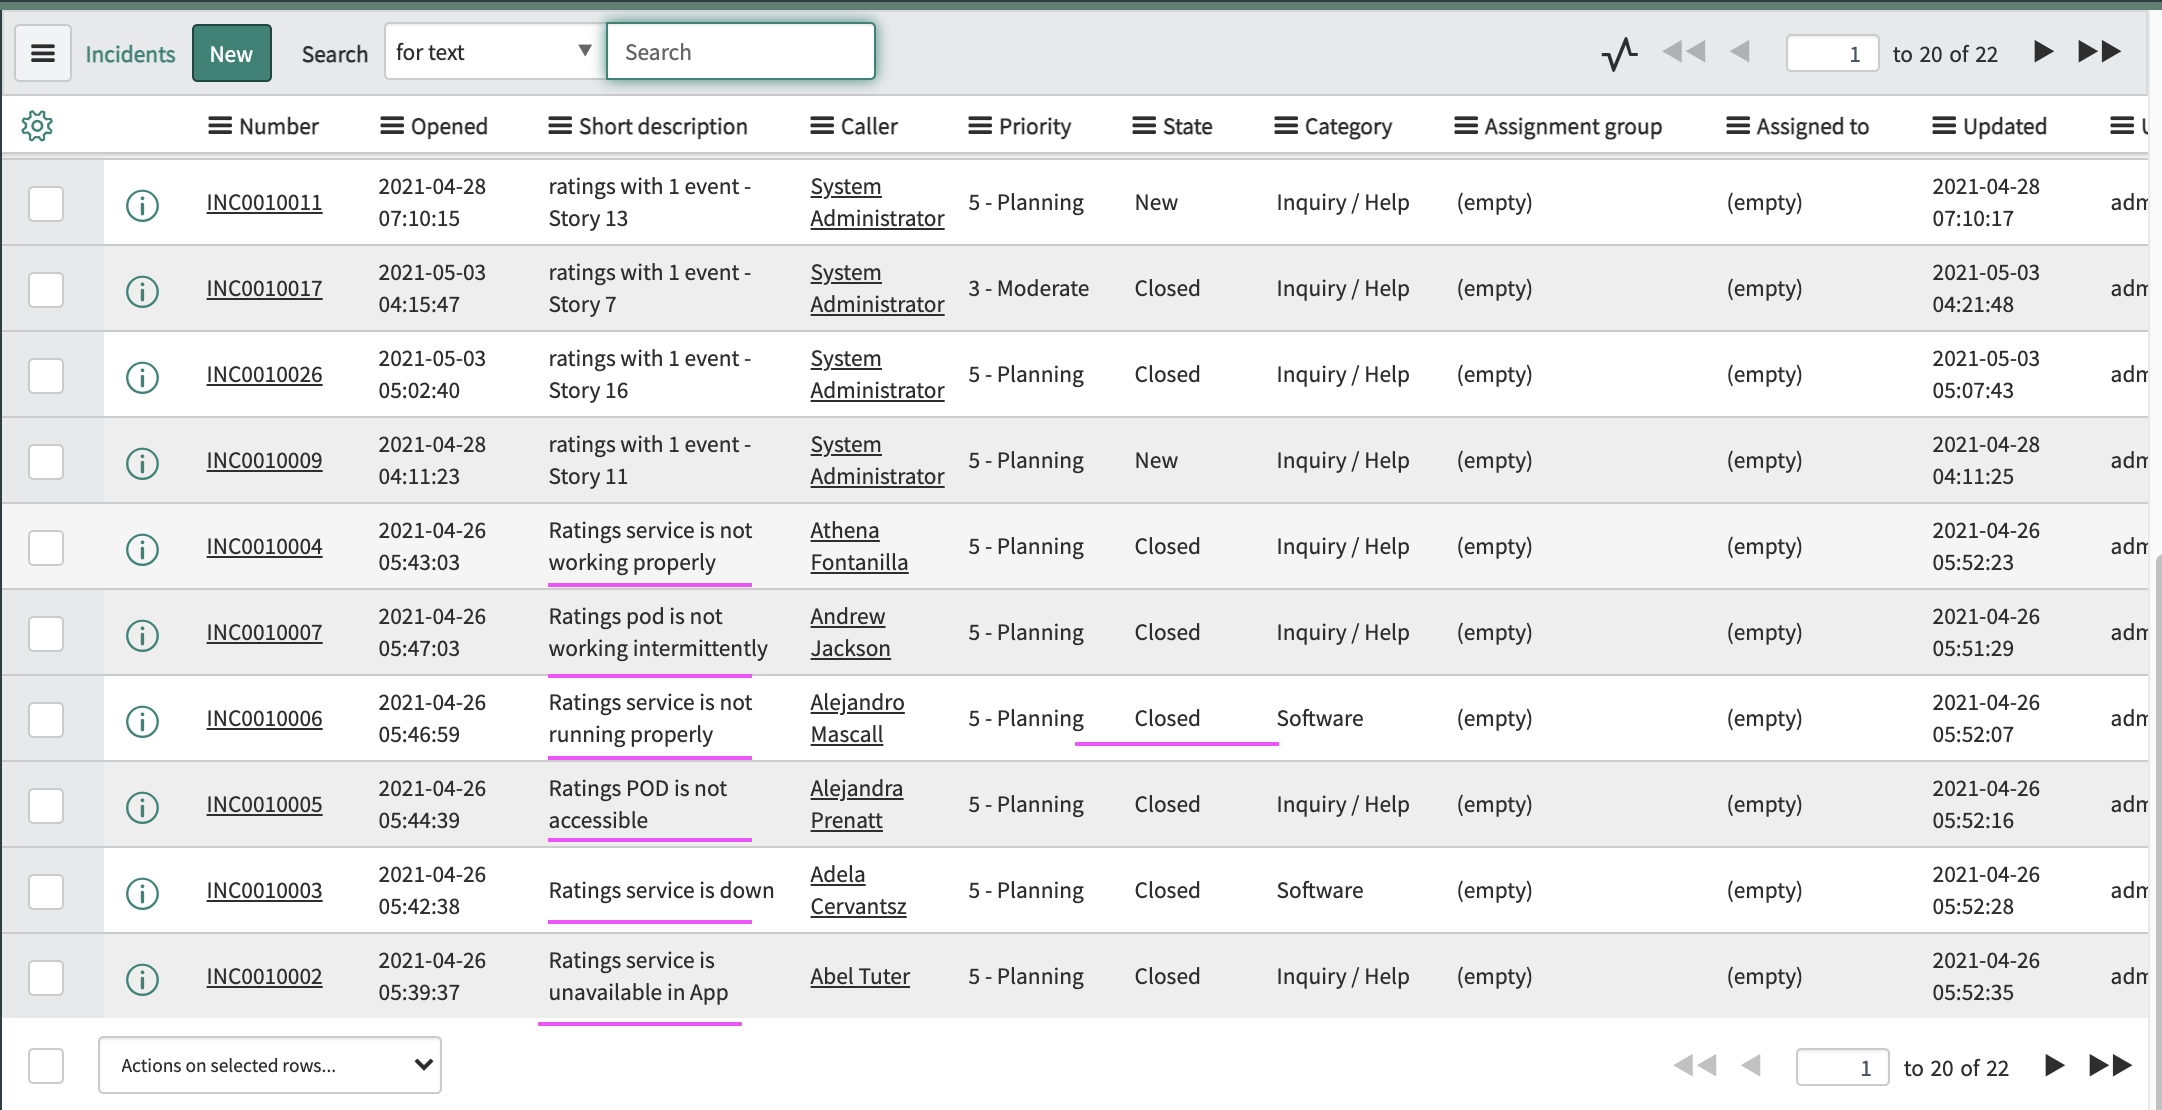 Incidents New Search for text Search 1 to 20 of 22
Number Opened Short description Caller Priority State Category Assignment group Assigned to Updated
INC0010011 2021-04-28 07:10:15 ratings with 1 event - Story 13 System Administrator 5 - Planning New Inquiry / Help (empty) (empty) 2021-04-28 07:10:17
INC0010017 2021-05-03 04:15:47 ratings with 1 event - Story 7 System Administrator 3 - Moderate Closed Inquiry / Help (empty) (empty) 2021-05-03 04:21:48
INC0010026 2021-05-03 05:02:40 ratings with 1 event - Story 16 System Administrator 5 - Planning Closed Inquiry / Help (empty) (empty) 2021-05-03 05:07:43
INC0010009 2021-04-28 04:11:23 ratings with 1 event - Story 11 System Administrator 5 - Planning New Inquiry / Help (empty) (empty) 2021-04-28 04:11:25
INC0010004 2021-04-26 05:43:03 Ratings service is not working properly Athena Fontanilla 5 - Planning Closed Inquiry / Help (empty) (empty) 2021-04-26 05:52:23
INC0010007 2021-04-26 05:47:03 Ratings pod is not working intermittently Andrew Jackson 5 - Planning Closed Inquiry / Help (empty) (empty) 2021-04-26 05:51:29
INC0010006 2021-04-26 05:46:59 Ratings service is not running properly Alejandro Mascall 5 - Planning Closed Software (empty) (empty) 2021-04-26 05:52:07
INC0010005 2021-04-26 05:44:39 Ratings POD is not accessible Alejandra Prenatt 5 - Planning Closed Inquiry / Help (empty) (empty) 2021-04-26 05:52:16
INC0010003 2021-04-26 05:42:38 Ratings service is down Adela Cervantsz 5 - Planning Closed Software (empty) (empty) 2021-04-26 05:52:28
INC0010002 2021-04-26 05:39:37 Ratings service is unavailable in App Abel Tuter 5 - Planning Closed Inquiry / Help (empty) (empty) 2021-04-26 05:52:35
Actions on selected rows... 1 to 20 of 22